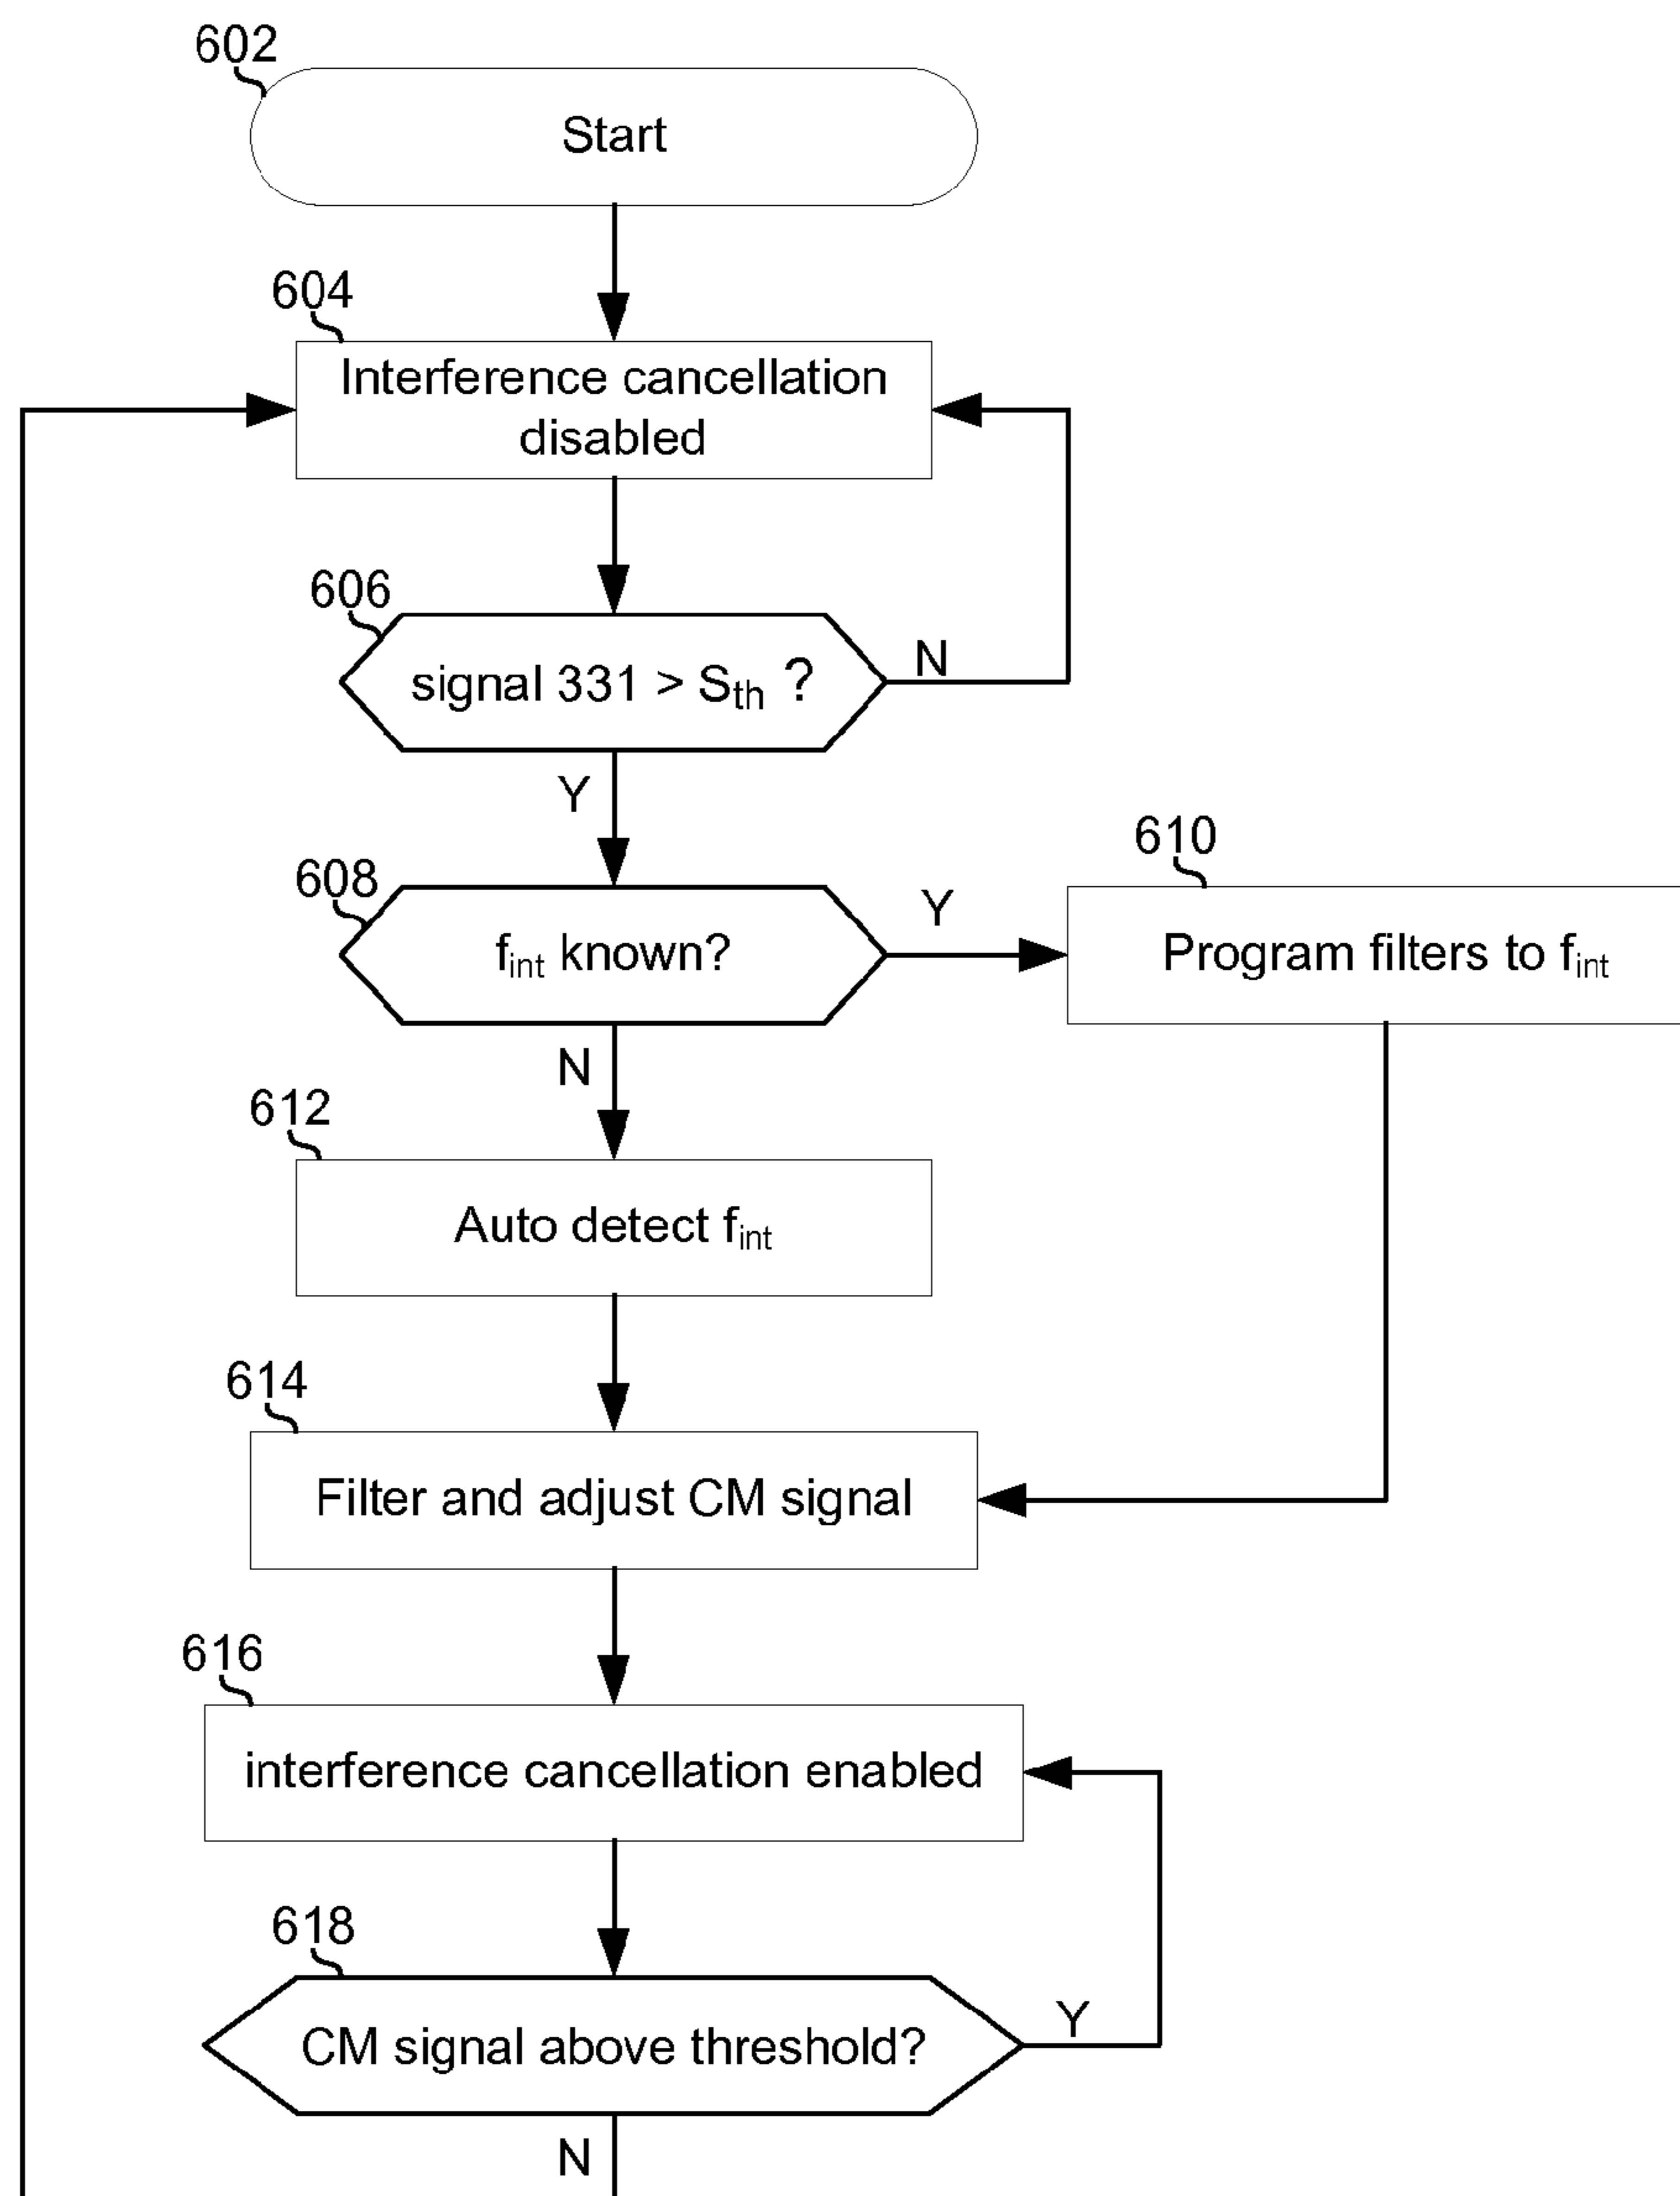 602
Start
604
Interference cancellation
disabled
606
signal 331 > Sth ?
N
Y
608
fint known?
Y
610
Program filters to fint
N
612
Auto detect fint
614
Filter and adjust CM signal
616
interference cancellation enabled
618
CM signal above threshold?
Y
N